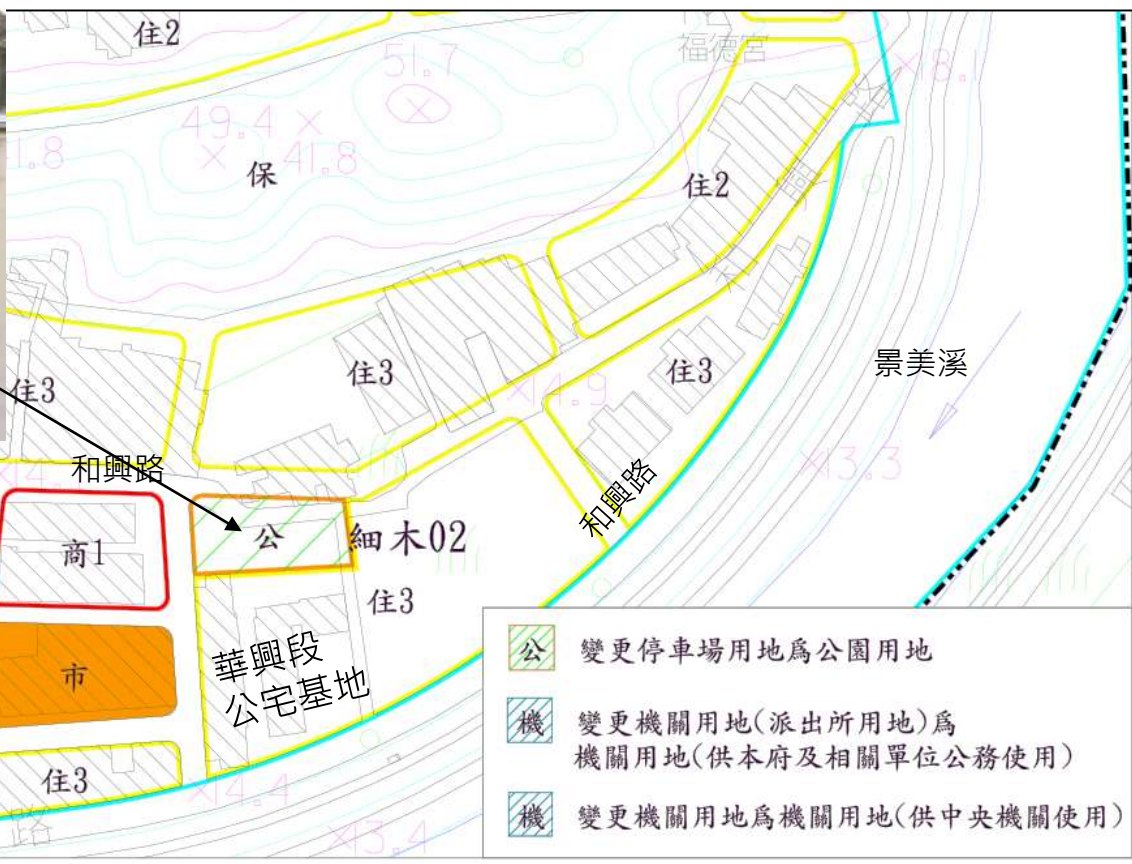 住2
福德宮
51.7
18.1
49.4
41.8
1.8
保
住2
住3
住3
住3
14.9
景美溪
和興路
和興路
13.3
商1
公
細木02
住3
市
華興段
公宅基地
住3
14.4
13.4
公 變更停車場用地為公園用地
機 變更機關用地(派出所用地)為
機關用地(供本府及相關單位公務使用)
機 變更機關用地為機關用地(供中央機關使用)